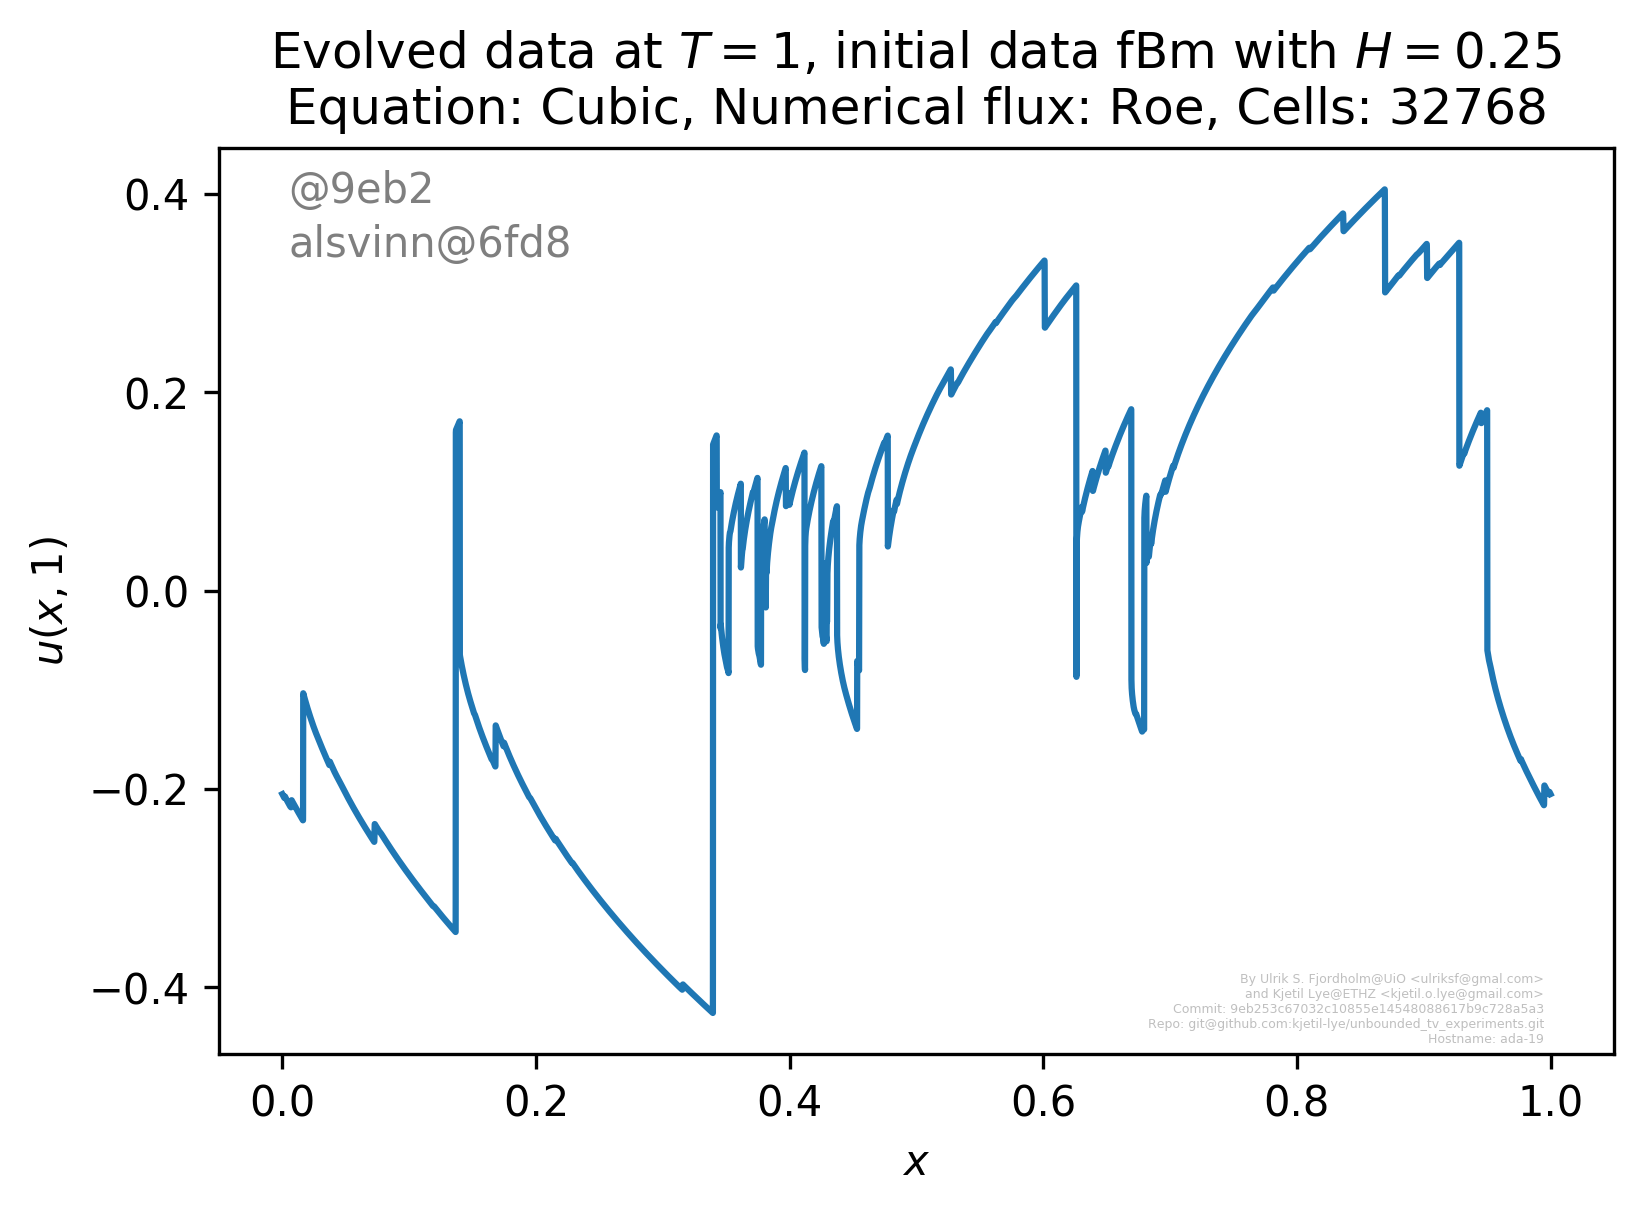 Evolved data at T = 1, initial data fBm with H = 0.25
Equation: Cubic, Numerical flux: Roe, Cells: 32768
@9eb2
alsvinn@6fd8
0.4
0.2
0.0
−0.2
−0.4
u(x, 1)
By Ulrik S. Fjordholm@UiO <ulriksf@gmal.com>
and Kjetil Lye@ETHZ <kjetil.o.lye@gmail.com>
Commit: 9eb253c67032c10855e14548088617b9c728a5a3
Repo: git@github.com:kjetil-lye/unbounded_tv_experiments.git
Hostname: ada-19
0.0 0.2 0.4 0.6 0.8 1.0
x